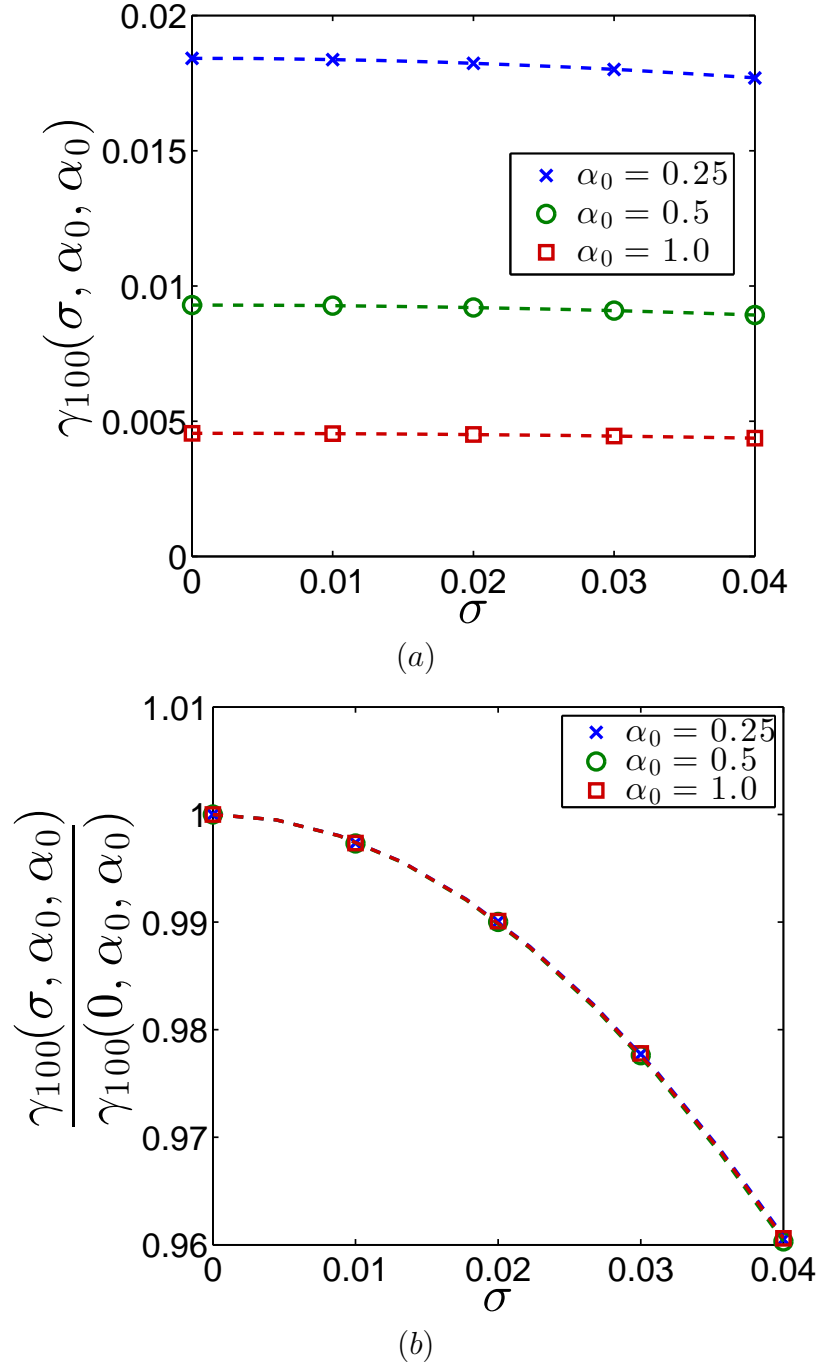 0.02
0.015
0.01
0.005
0
γ₁₀₀(σ, α₀, α₀)
α₀ = 0.25
α₀ = 0.5
α₀ = 1.0
0 0.01 0.02 0.03 0.04
σ
(a)
1.01
1
0.99
0.98
0.97
0.96
γ₁₀₀(σ, α₀, α₀)
γ₁₀₀(0, α₀, α₀)
α₀ = 0.25
α₀ = 0.5
α₀ = 1.0
0 0.01 0.02 0.03 0.04
σ
(b)